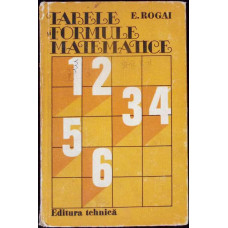 TABELE E. ROGAI
ȘI FORMULE
MATEMATICE
1 2
3 4
5
6
Editura tehnică